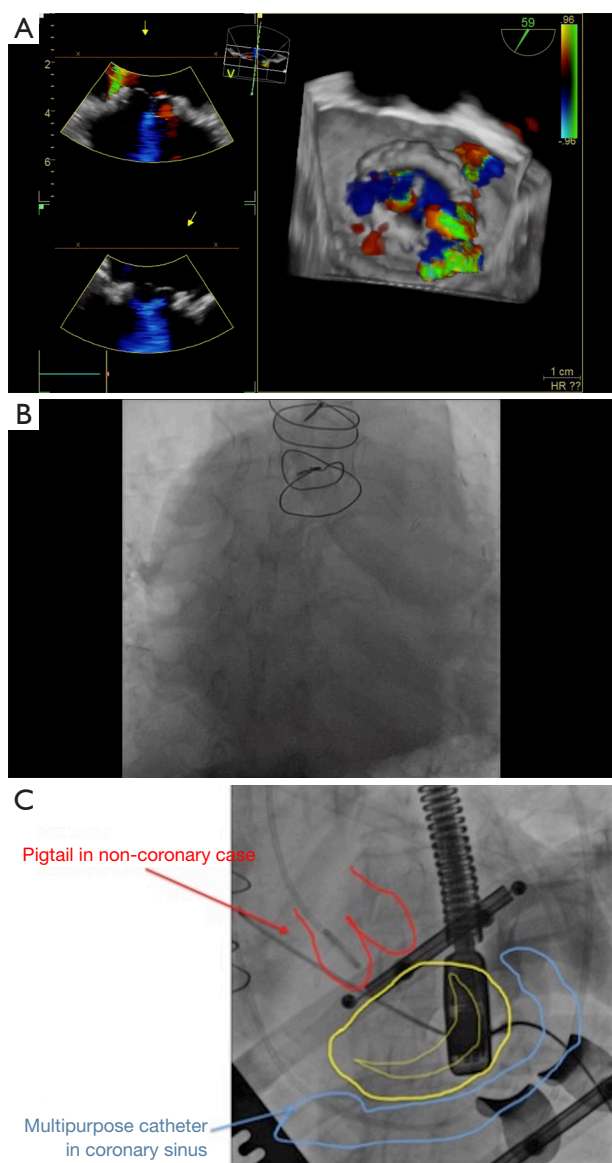 A
59
.96
-.96
2
4
6
V
1 cm
HR ??
B
C
Pigtail in non-coronary case
Multipurpose catheter
in coronary sinus